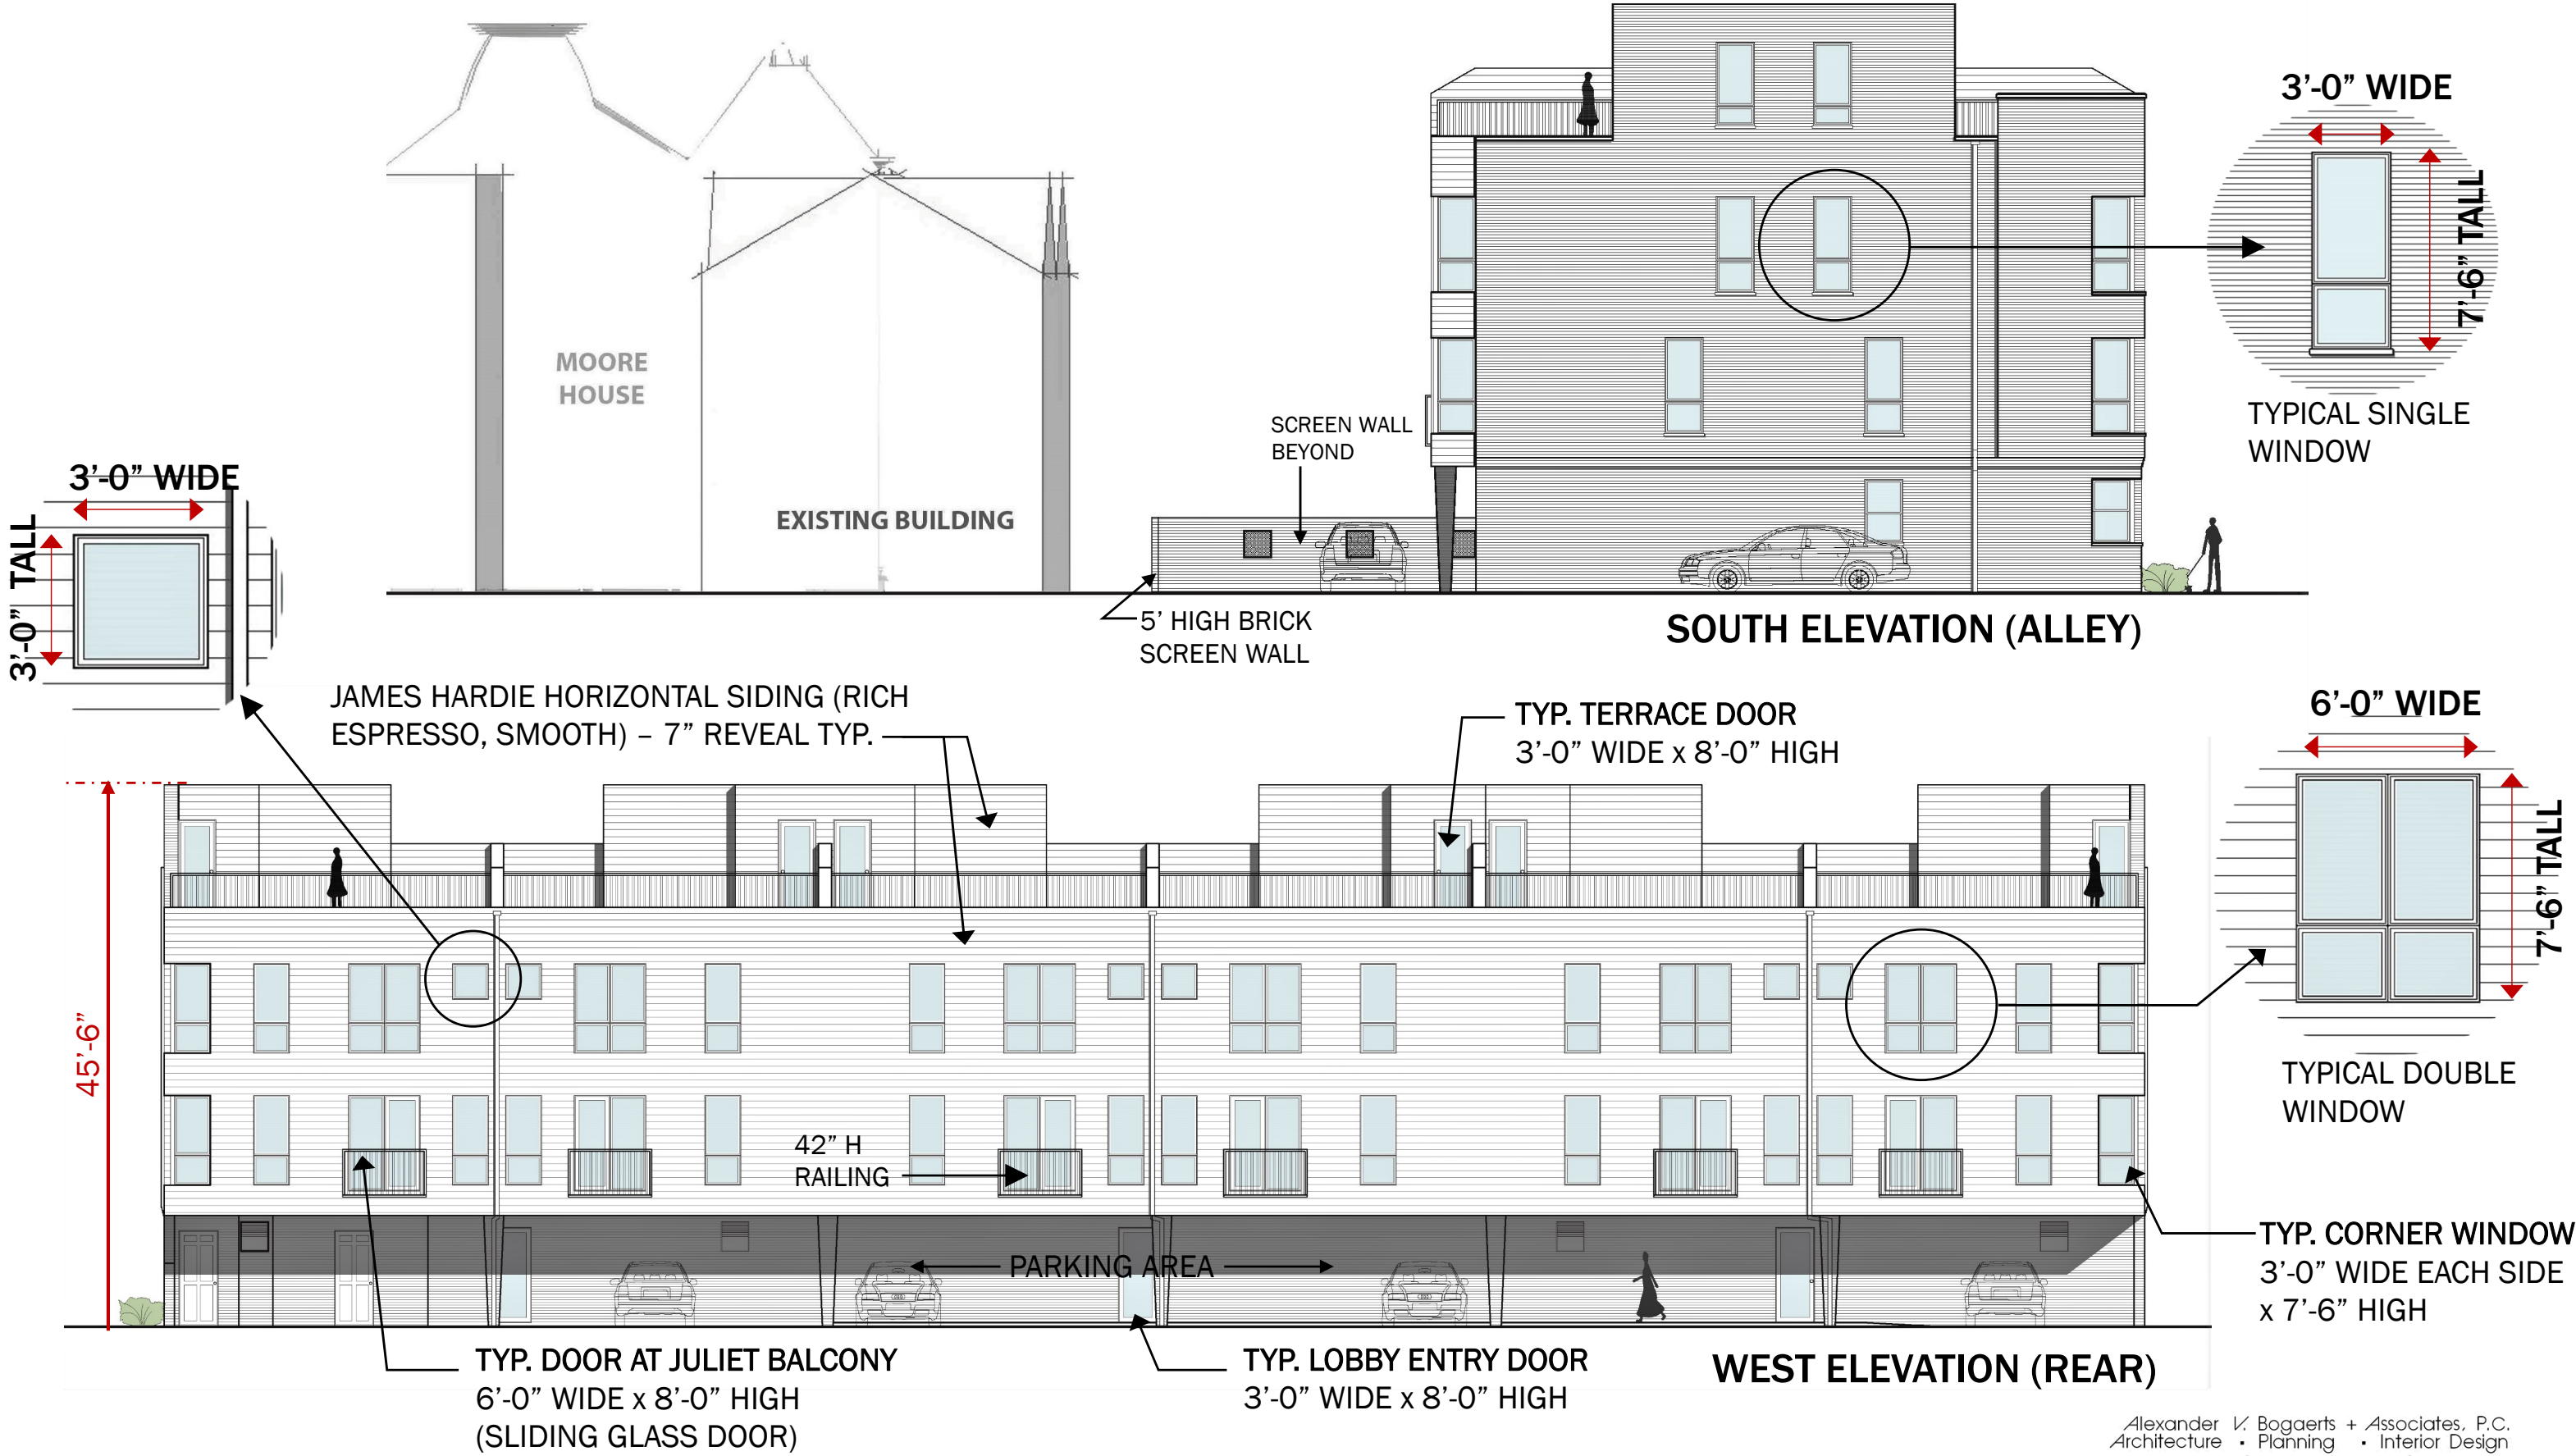 3’-0” WIDE
7’-6” TALL
TYPICAL SINGLE
WINDOW
MOORE
HOUSE
EXISTING BUILDING
SCREEN WALL
BEYOND
5’ HIGH BRICK
SCREEN WALL
SOUTH ELEVATION (ALLEY)
3’-0” WIDE
3’-0” TALL
JAMES HARDIE HORIZONTAL SIDING (RICH
ESPRESSO, SMOOTH) – 7” REVEAL TYP.
TYP. TERRACE DOOR
3’-0” WIDE x 8’-0” HIGH
6’-0” WIDE
7’-6” TALL
TYPICAL DOUBLE
WINDOW
45’-6”
42” H
RAILING
PARKING AREA
TYP. CORNER WINDOW
3’-0” WIDE EACH SIDE
x 7’-6” HIGH
TYP. DOOR AT JULIET BALCONY
6’-0” WIDE x 8’-0” HIGH
(SLIDING GLASS DOOR)
TYP. LOBBY ENTRY DOOR
3’-0” WIDE x 8’-0” HIGH
WEST ELEVATION (REAR)
Alexander V. Bogaerts + Associates, P.C.
Architecture • Planning • Interior Design